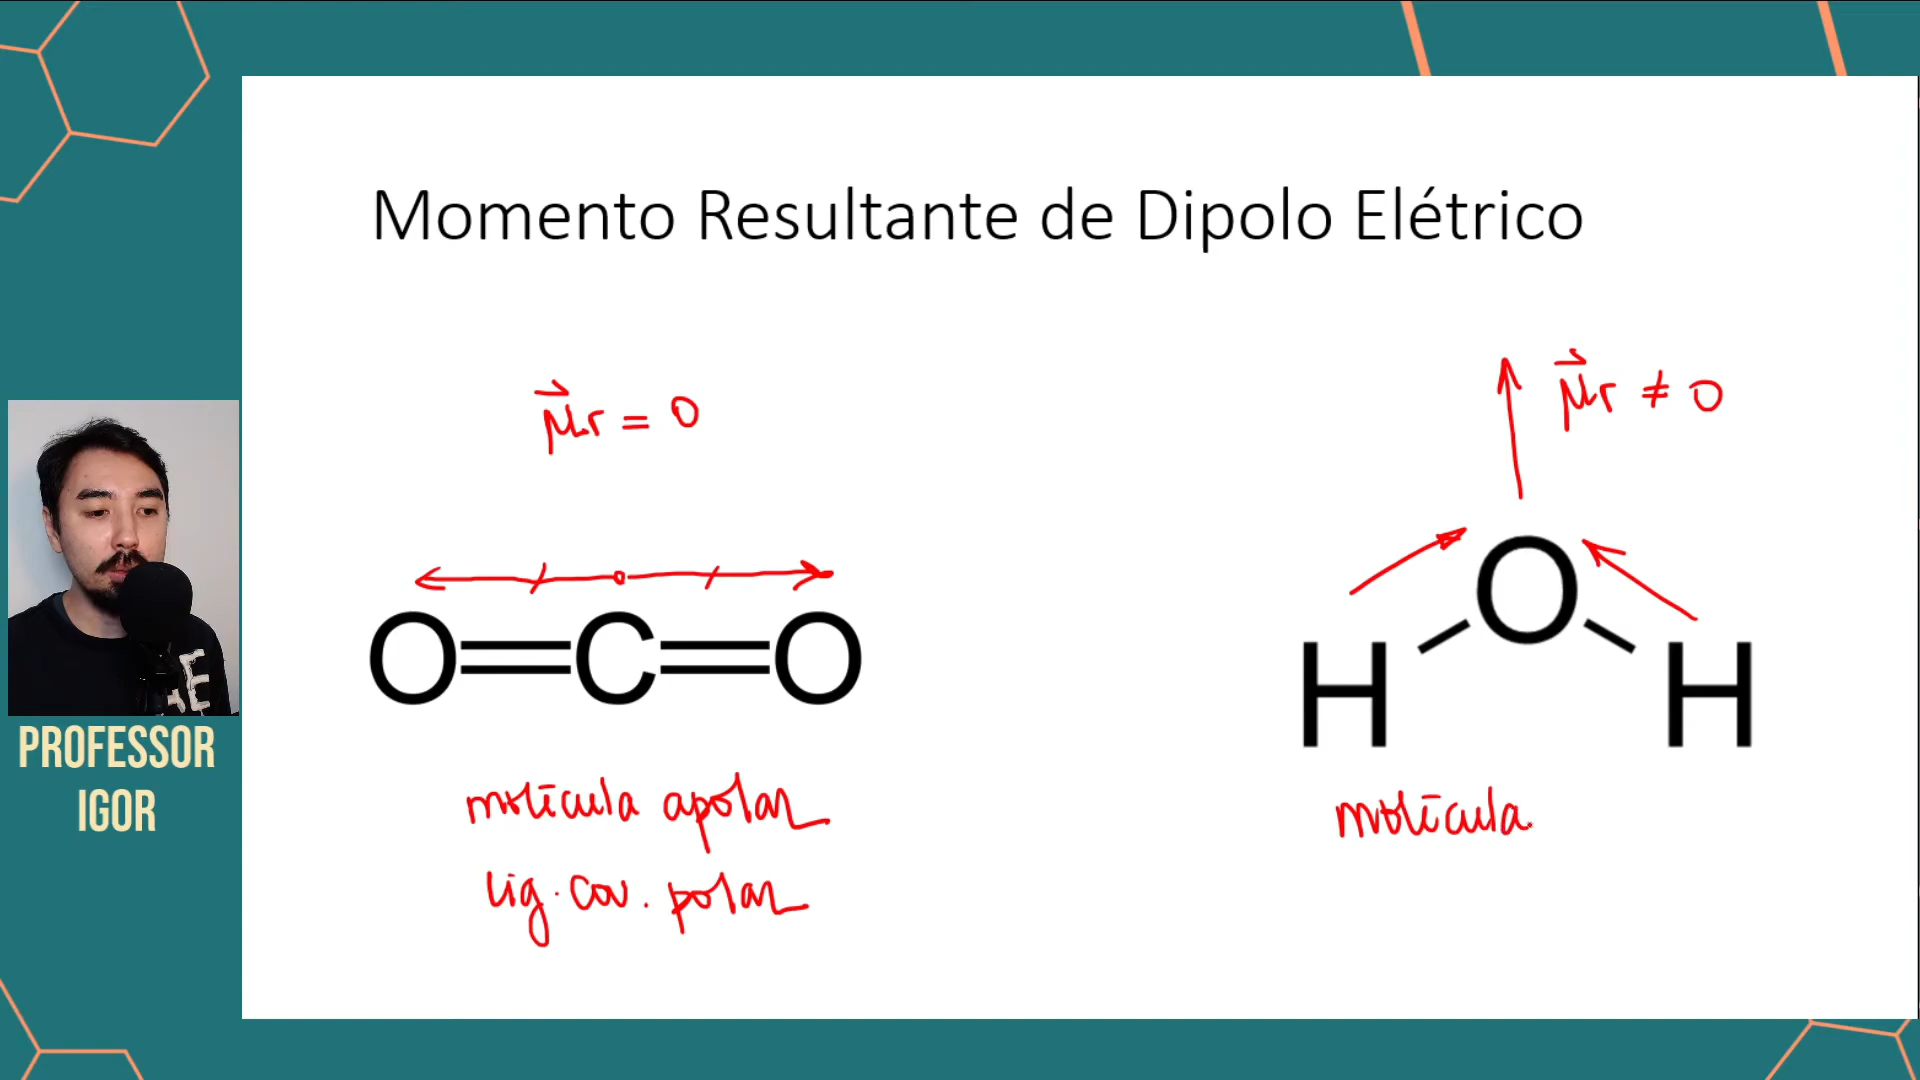 Momento Resultante de Dipolo Elétrico
μr = 0
μr ≠ 0
O=C=O
O
H H
molécula apolar
lig. cov. polar
molécula
PROFESSOR
IGOR